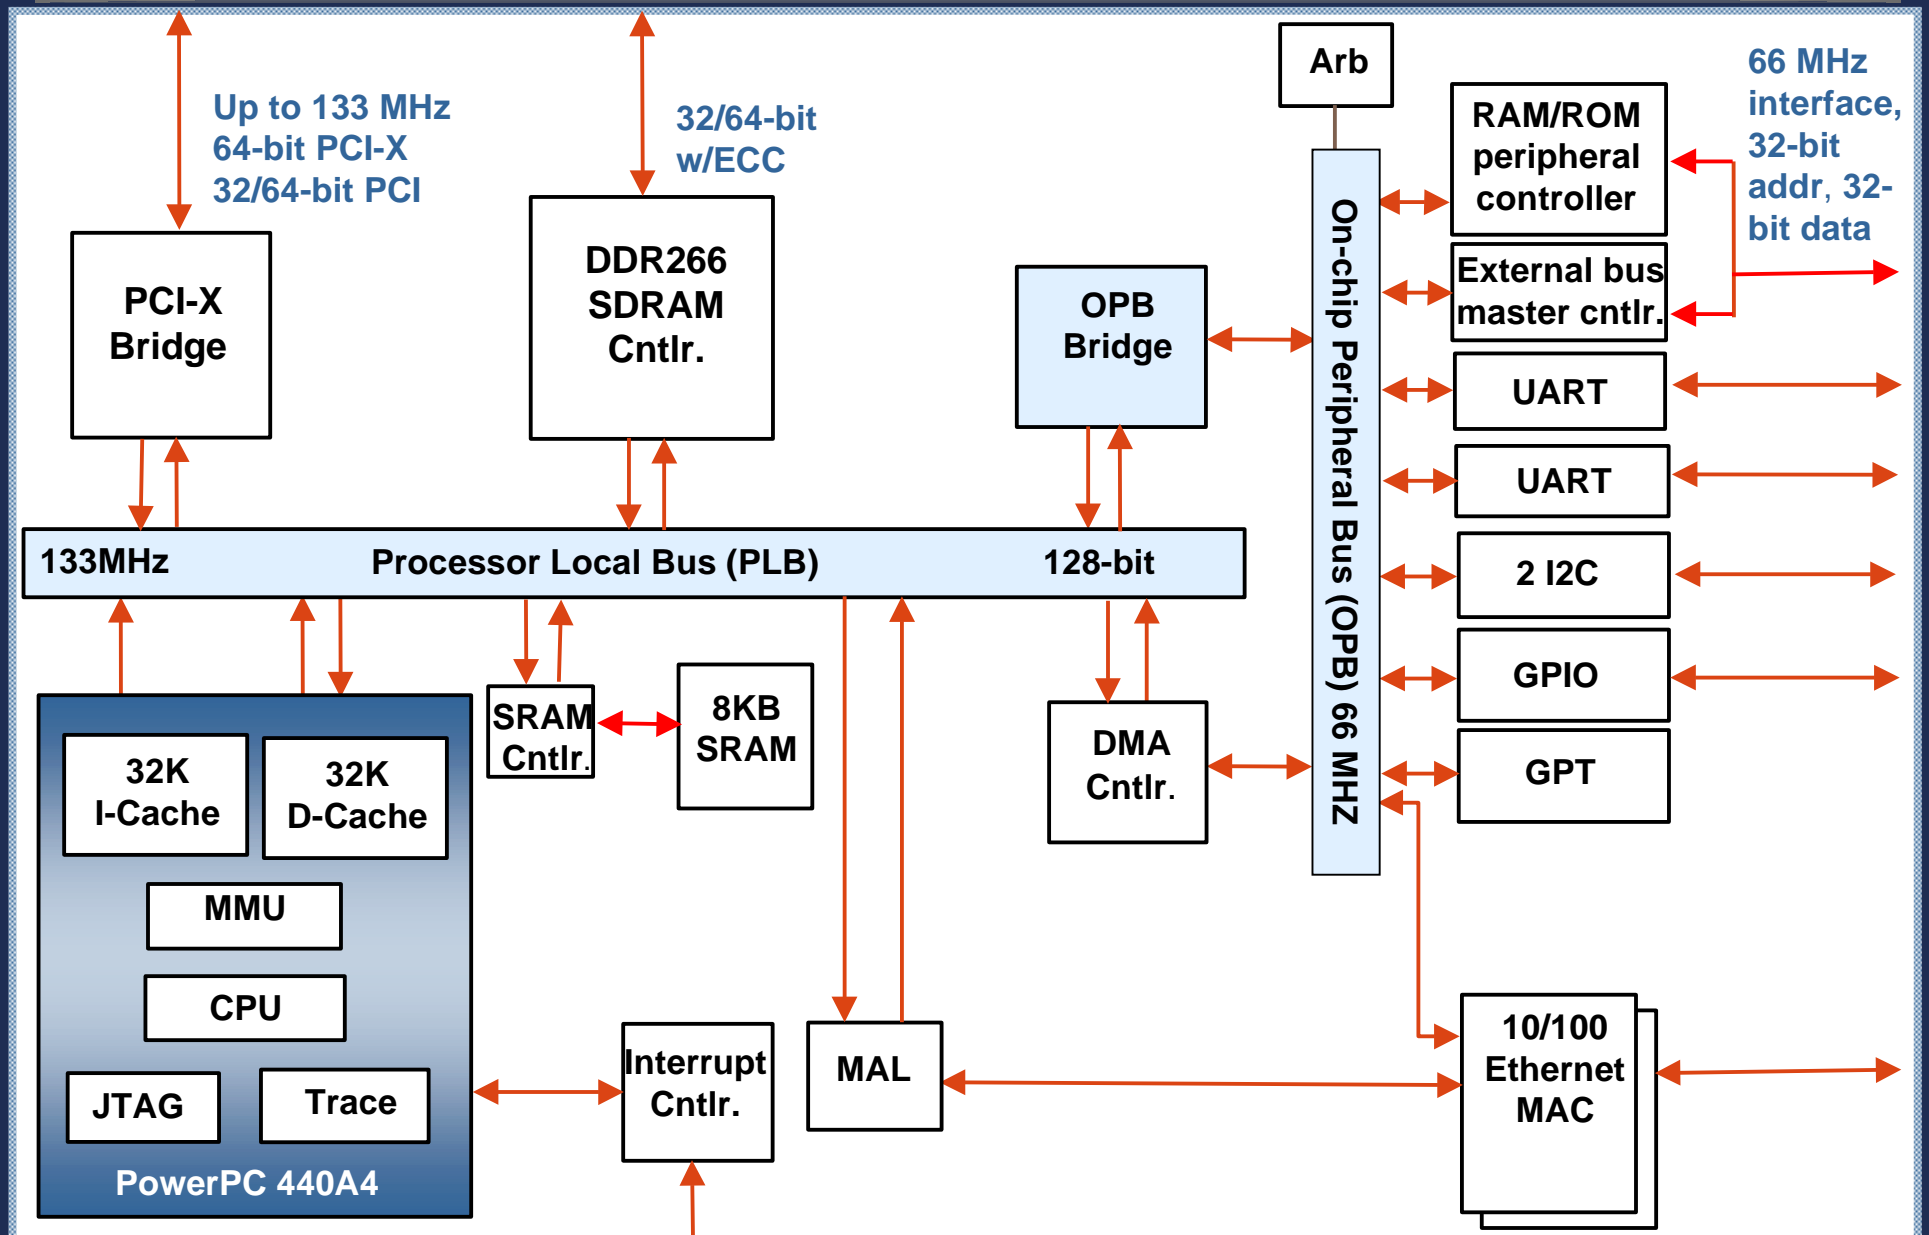 Up to 133 MHz
64-bit PCI-X
32/64-bit PCI
32/64-bit
w/ECC
Arb
66 MHz
interface,
32-bit
addr, 32-
bit data
RAM/ROM
peripheral
controller
PCI-X
Bridge
DDR266
SDRAM
Cntlr.
OPB
Bridge
On-chip Peripheral Bus (OPB) 66 MHZ
External bus
master cntlr.
UART
UART
2 I2C
GPIO
GPT
133MHz
Processor Local Bus (PLB)
128-bit
SRAM
Cntlr.
8KB
SRAM
DMA
Cntlr.
32K
I-Cache
32K
D-Cache
MMU
CPU
JTAG
Trace
PowerPC 440A4
Interrupt
Cntlr.
MAL
10/100
Ethernet
MAC